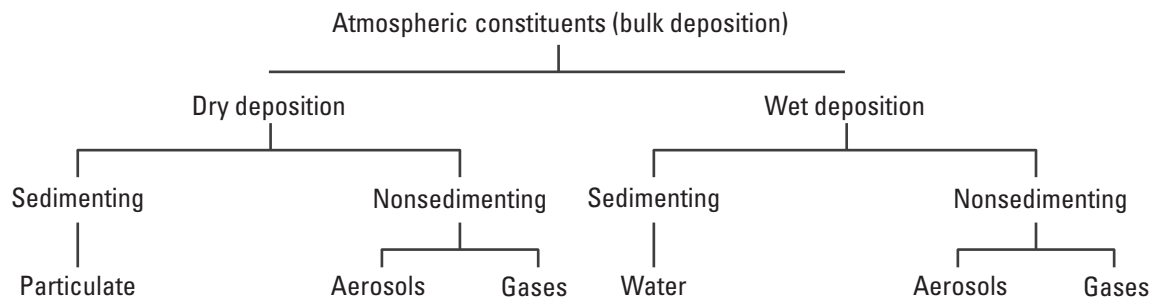 Atmospheric constituents (bulk deposition)
Dry deposition Wet deposition
Sedimenting Nonsedimenting Sedimenting Nonsedimenting
Particulate Aerosols Gases Water Aerosols Gases